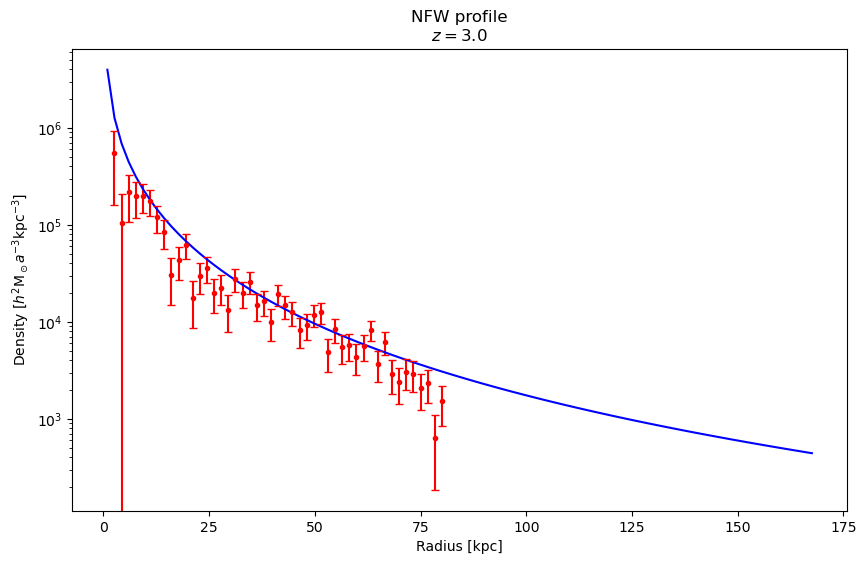 NFW profile
z = 3.0
Density [h²M⊙a⁻³kpc⁻³]
10⁶
10⁵
10⁴
10³
0 25 50 75 100 125 150 175
Radius [kpc]